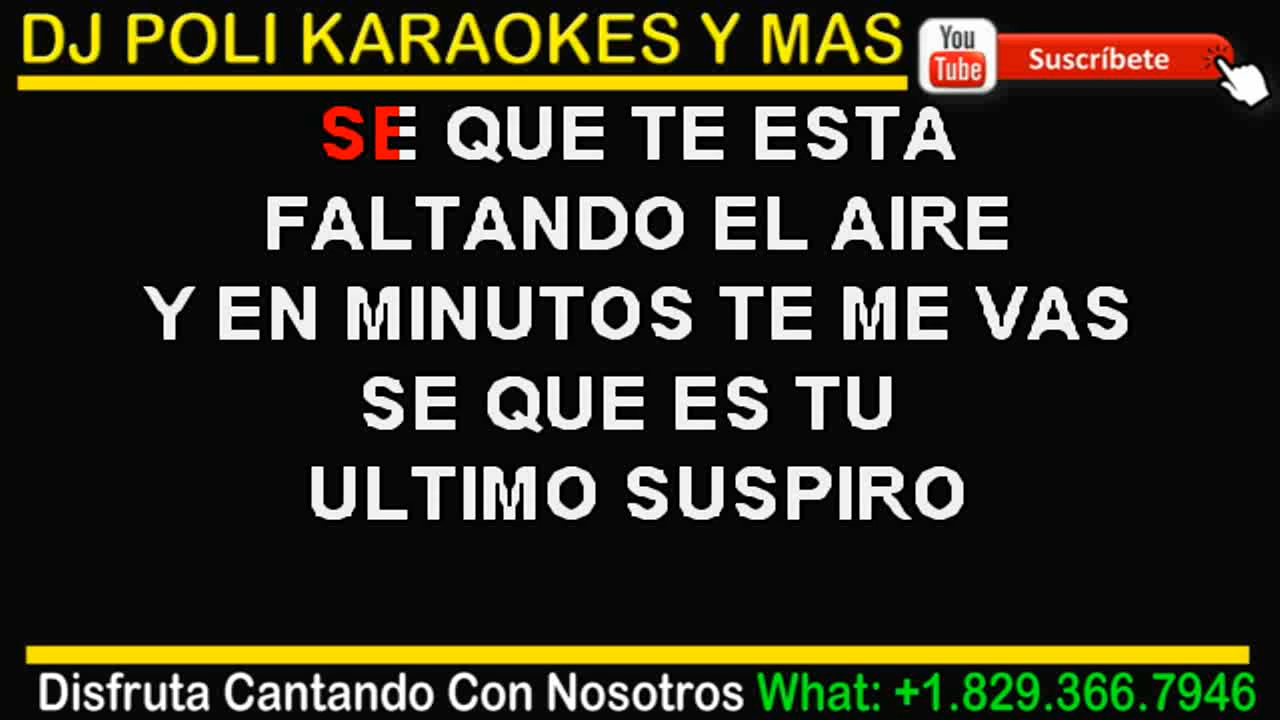 DJ POLI KARAOKES Y MAS
You
Tube
Suscríbete
SE QUE TE ESTA
FALTANDO EL AIRE
Y EN MINUTOS TE ME VAS
SE QUE ES TU
ULTIMO SUSPIRO
Disfruta Cantando Con Nosotros What: +1.829.366.7946